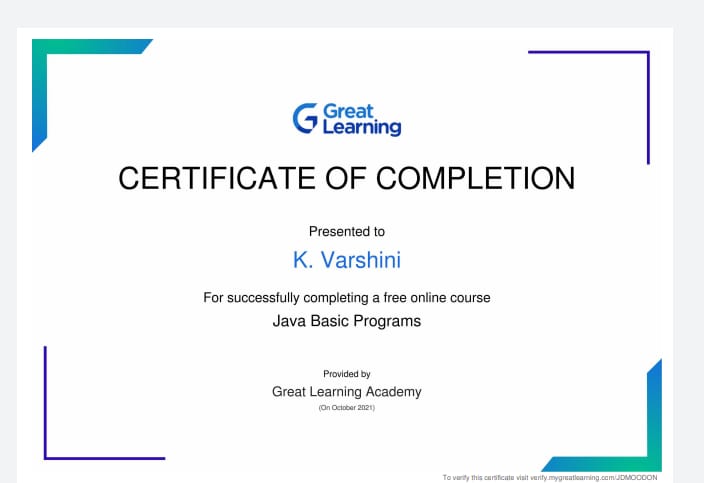 Great
Learning
CERTIFICATE OF COMPLETION
Presented to
K. Varshini
For successfully completing a free online course
Java Basic Programs
Provided by
Great Learning Academy
(On October 2021)
To verify this certificate visit verify.mygreatlearning.com/JDMOODON